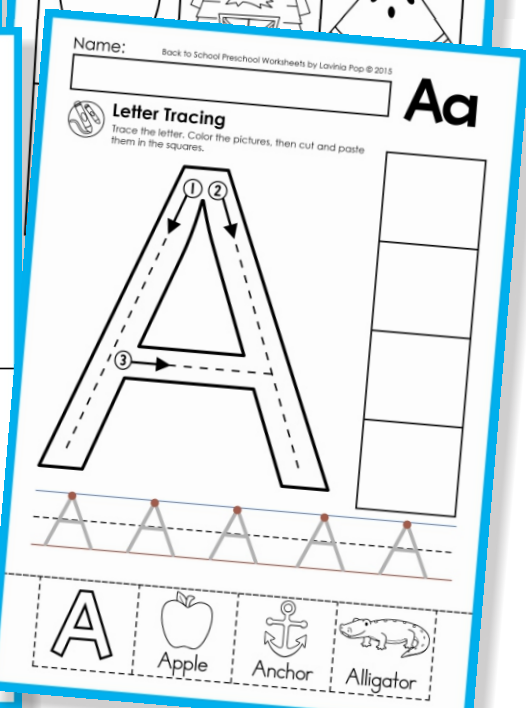 Name:
Back to School Preschool Worksheets by Lavinia Pop © 2015
Aa
Letter Tracing
Trace the letter. Color the pictures, then cut and paste
them in the squares.
1 2
A
3
A A A A A
A
Apple
Anchor
Alligator